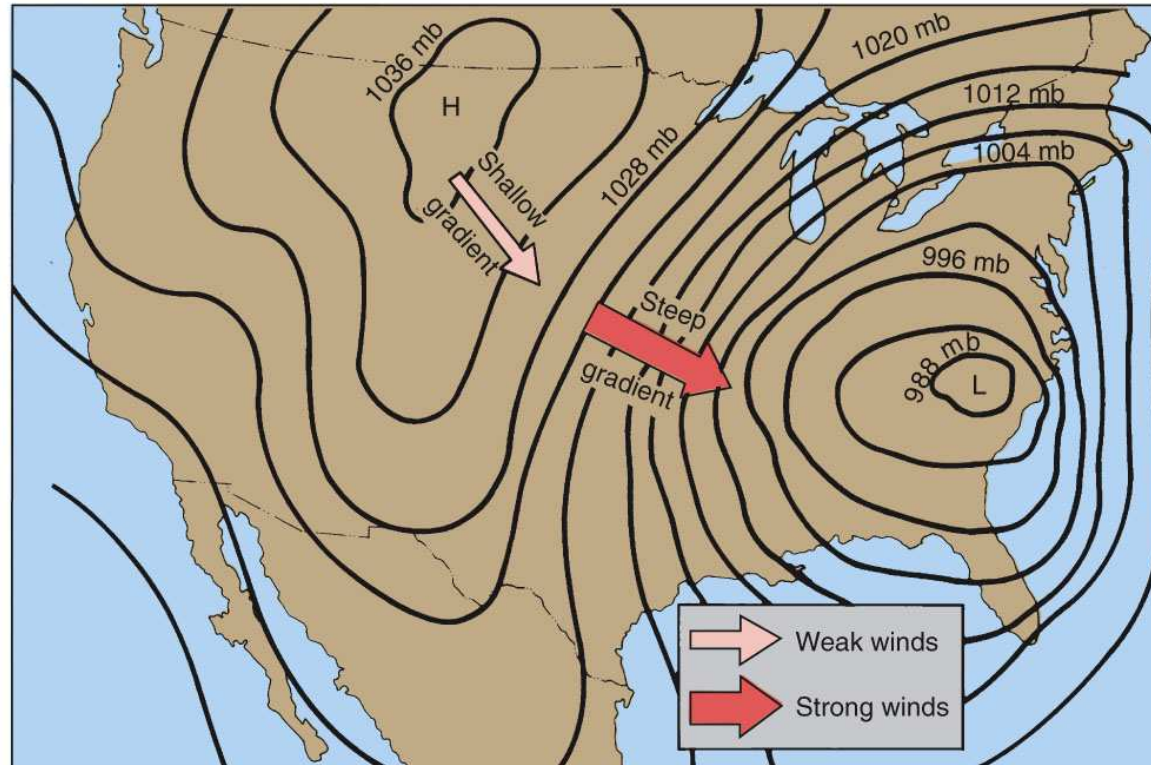 1036 mb
H
Shallow
gradient
1028 mb
1020 mb
1012 mb
1004 mb
Steep
gradient
996 mb
988 mb
L
Weak winds
Strong winds